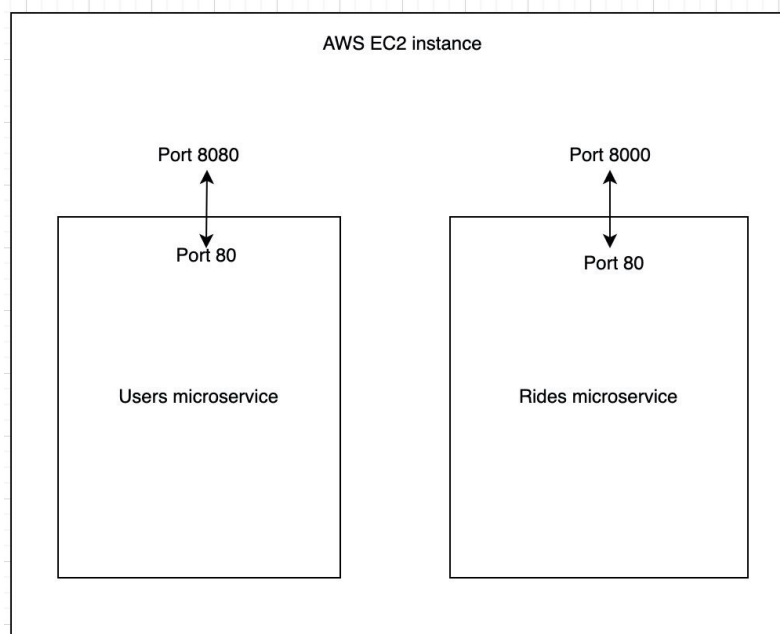 AWS EC2 instance
Port 8080
Port 8000
Port 80
Port 80
Users microservice
Rides microservice